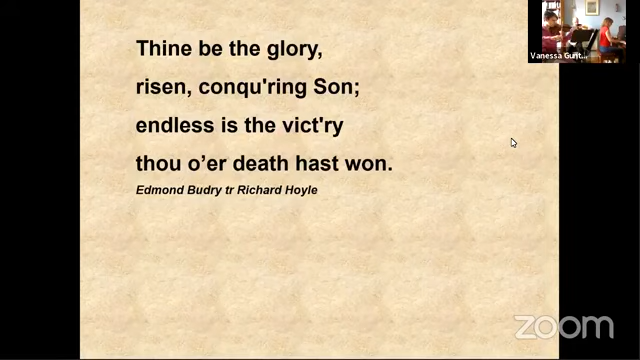 Thine be the glory,
risen, conqu'ring Son;
endless is the vict'ry
thou o’er death hast won.
Edmond Budry tr Richard Hoyle
Vanessa Gunt...
zoom